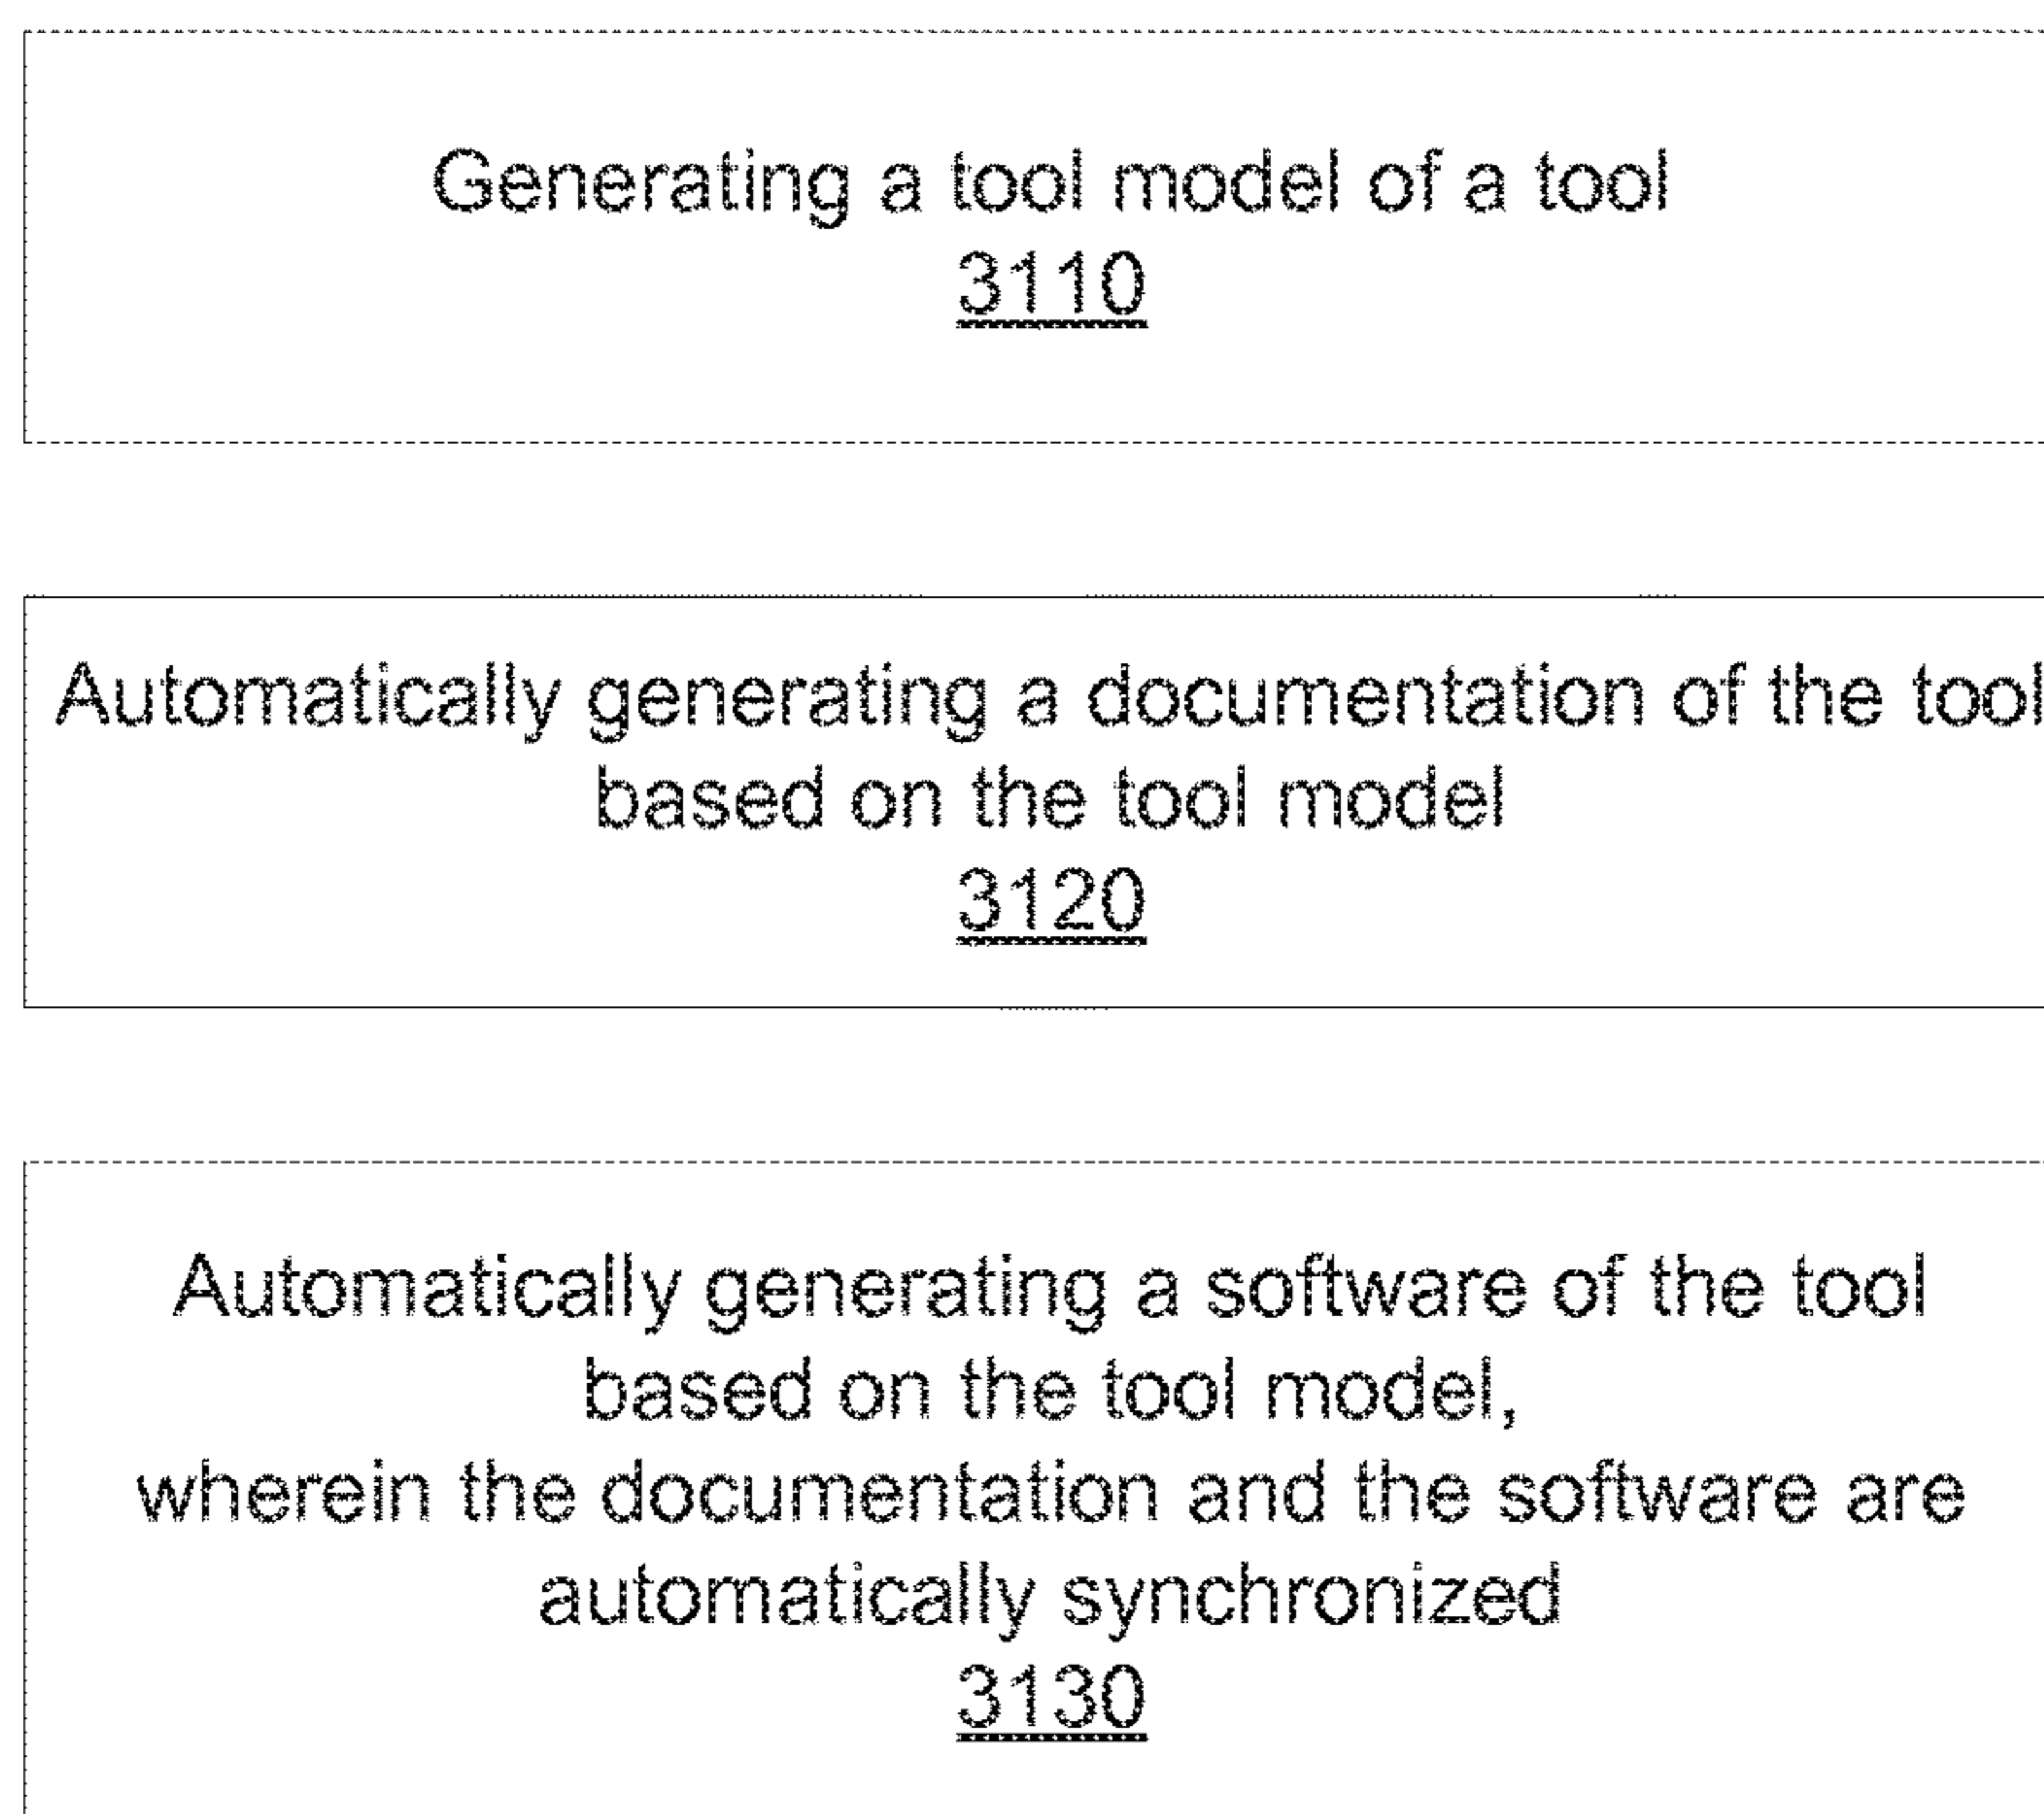 Generating a tool model of a tool
3110
Automatically generating a documentation of the tool
based on the tool model
3120
Automatically generating a software of the tool
based on the tool model,
wherein the documentation and the software are
automatically synchronized
3130